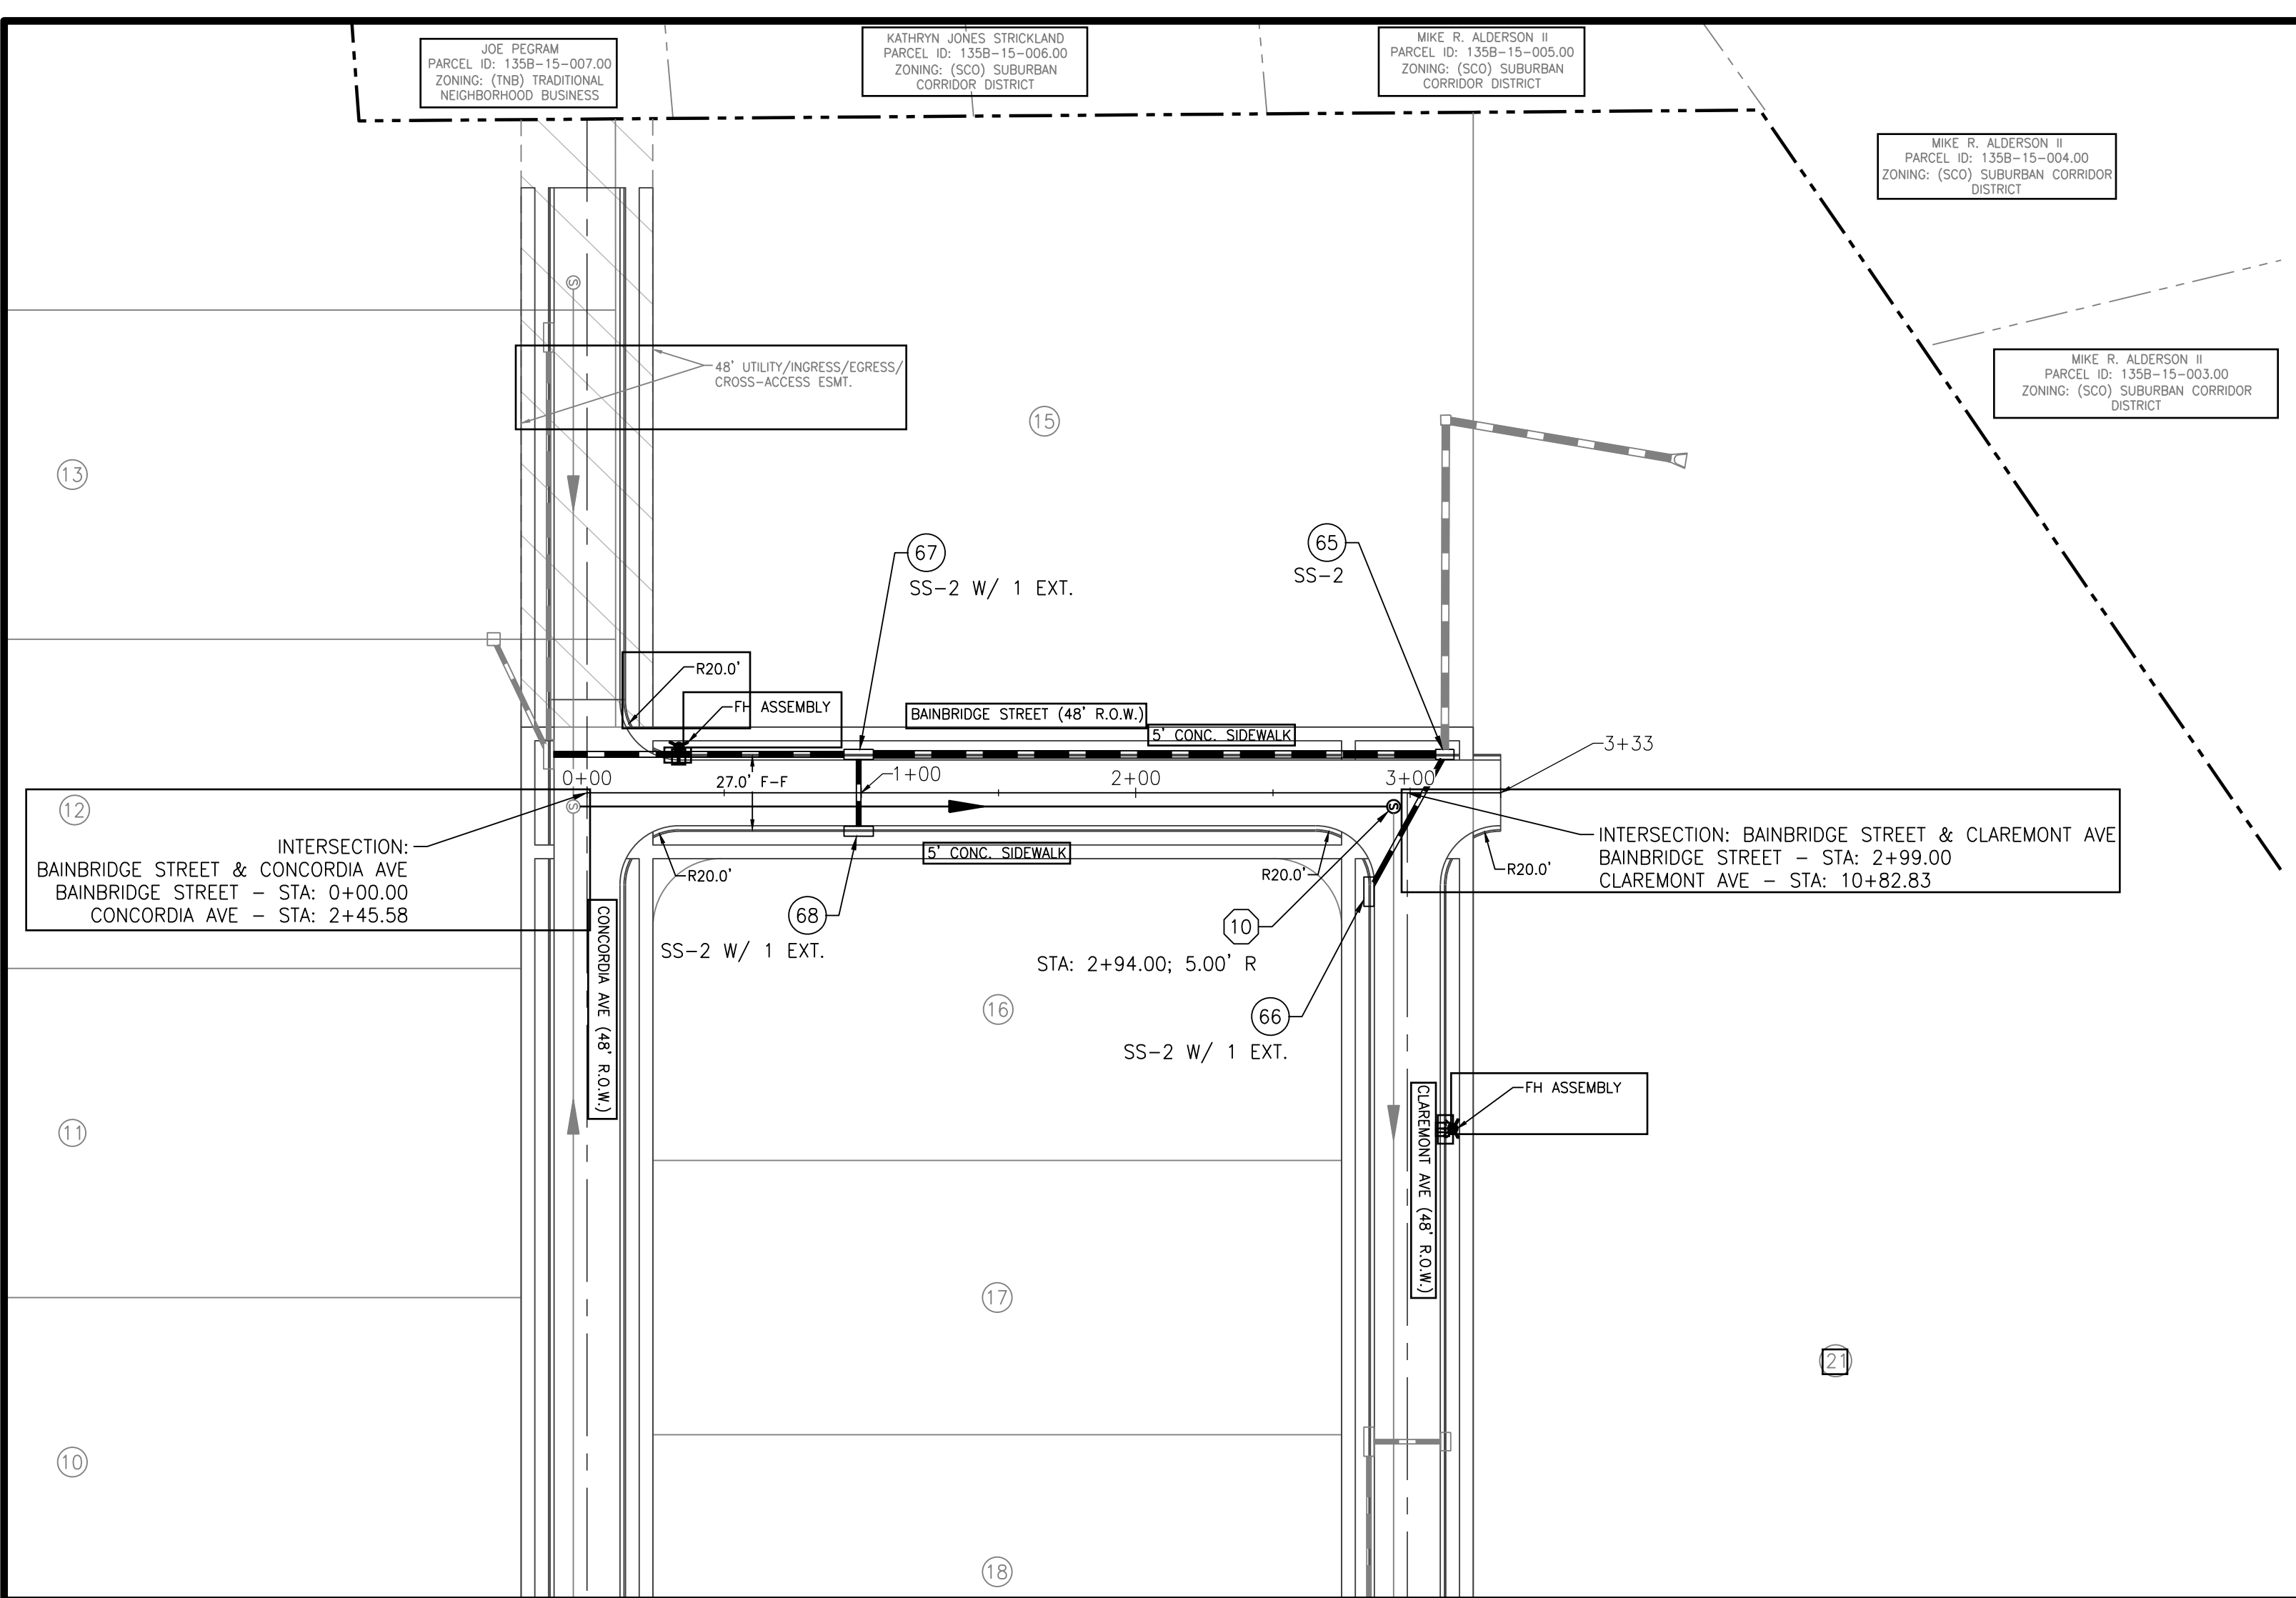 JOE PEGRAM
PARCEL ID: 135B-15-007.00
ZONING: (TNB) TRADITIONAL
NEIGHBORHOOD BUSINESS
KATHRYN JONES STRICKLAND
PARCEL ID: 135B-15-006.00
ZONING: (SCO) SUBURBAN
CORRIDOR DISTRICT
MIKE R. ALDERSON II
PARCEL ID: 135B-15-005.00
ZONING: (SCO) SUBURBAN
CORRIDOR DISTRICT
MIKE R. ALDERSON II
PARCEL ID: 135B-15-004.00
ZONING: (SCO) SUBURBAN CORRIDOR
DISTRICT
MIKE R. ALDERSON II
PARCEL ID: 135B-15-003.00
ZONING: (SCO) SUBURBAN CORRIDOR
DISTRICT
S
48' UTILITY/INGRESS/EGRESS/
CROSS-ACCESS ESMT.
15
13
67
SS-2 W/ 1 EXT.
65
SS-2
R20.0'
FH ASSEMBLY
BAINBRIDGE STREET (48' R.O.W.)
5' CONC. SIDEWALK
3+33
0+00
27.0' F-F
1+00
2+00
3+00
12
S
S
INTERSECTION:
BAINBRIDGE STREET & CONCORDIA AVE
BAINBRIDGE STREET - STA: 0+00.00
CONCORDIA AVE - STA: 2+45.58
INTERSECTION: BAINBRIDGE STREET & CLAREMONT AVE
BAINBRIDGE STREET - STA: 2+99.00
CLAREMONT AVE - STA: 10+82.83
5' CONC. SIDEWALK
R20.0'
R20.0'
R20.0'
CONCORDIA AVE (48' R.O.W.)
68
SS-2 W/ 1 EXT.
10
STA: 2+94.00; 5.00' R
16
66
SS-2 W/ 1 EXT.
CLAREMONT AVE (48' R.O.W.)
FH ASSEMBLY
11
17
21
10
18